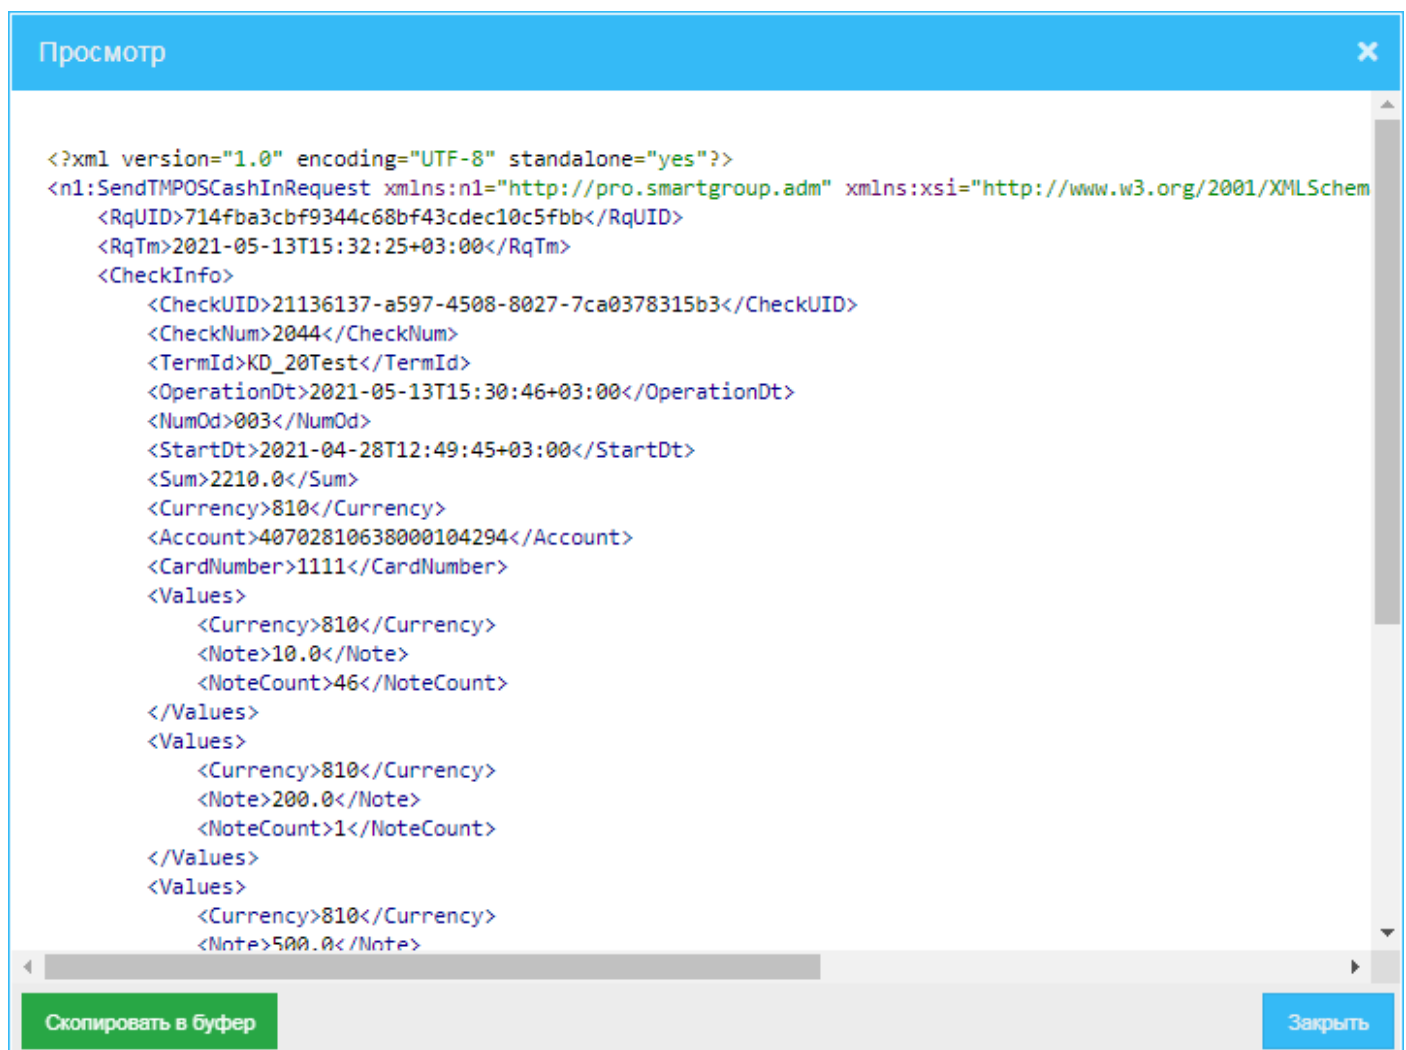 Просмотр
<?xml version="1.0" encoding="UTF-8" standalone="yes"?>
<n1:SendTMPOSCashInRequest xmlns:n1="http://pro.smartgroup.adm" xmlns:xsi="http://www.w3.org/2001/XMLSchem
<RqUID>714fba3cbf9344c68bf43cdec10c5fbb</RqUID>
<RqTm>2021-05-13T15:32:25+03:00</RqTm>
<CheckInfo>
<CheckUID>21136137-a597-4508-8027-7ca0378315b3</CheckUID>
<CheckNum>2044</CheckNum>
<TermId>KD_20Test</TermId>
<OperationDt>2021-05-13T15:30:46+03:00</OperationDt>
<NumOd>003</NumOd>
<StartDt>2021-04-28T12:49:45+03:00</StartDt>
<Sum>2210.0</Sum>
<Currency>810</Currency>
<Account>40702810638000104294</Account>
<CardNumber>1111</CardNumber>
<Values>
<Currency>810</Currency>
<Note>10.0</Note>
<NoteCount>46</NoteCount>
</Values>
<Values>
<Currency>810</Currency>
<Note>200.0</Note>
<NoteCount>1</NoteCount>
</Values>
<Values>
<Currency>810</Currency>
<Note>500.0</Note>
Скопировать в буфер
Закрыть